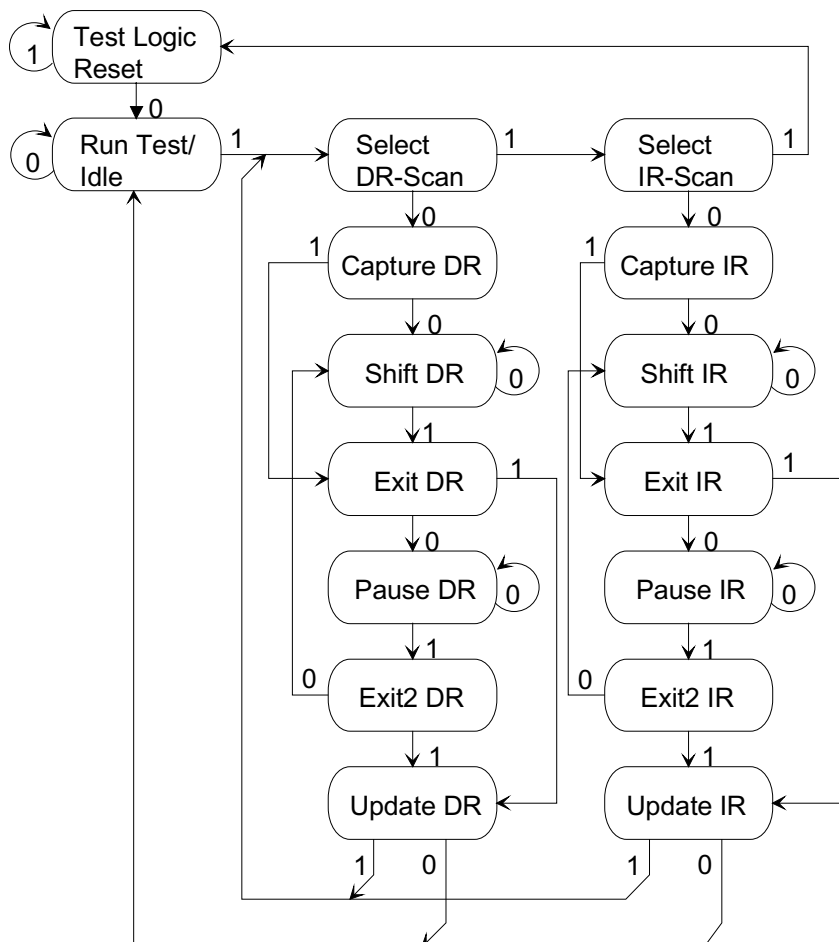 Test Logic
Reset
1
0
Run Test/
Idle
0
1
Select
DR-Scan
1
Select
IR-Scan
1
0
0
1
Capture DR
1
Capture IR
0
0
Shift DR
0
Shift IR
0
1
1
Exit DR
1
Exit IR
1
0
0
Pause DR
0
Pause IR
0
1
1
0
Exit2 DR
0
Exit2 IR
1
1
Update DR
Update IR
1
0
1
0